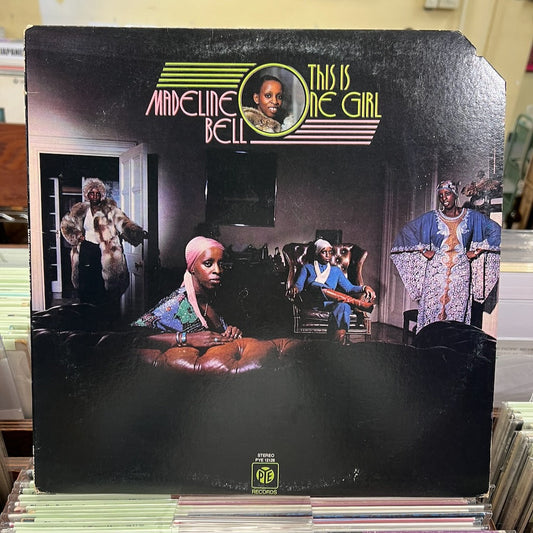 MADELINE
BELL
THIS IS
ONE GIRL
STEREO
PYE 12126
PYE
RECORDS